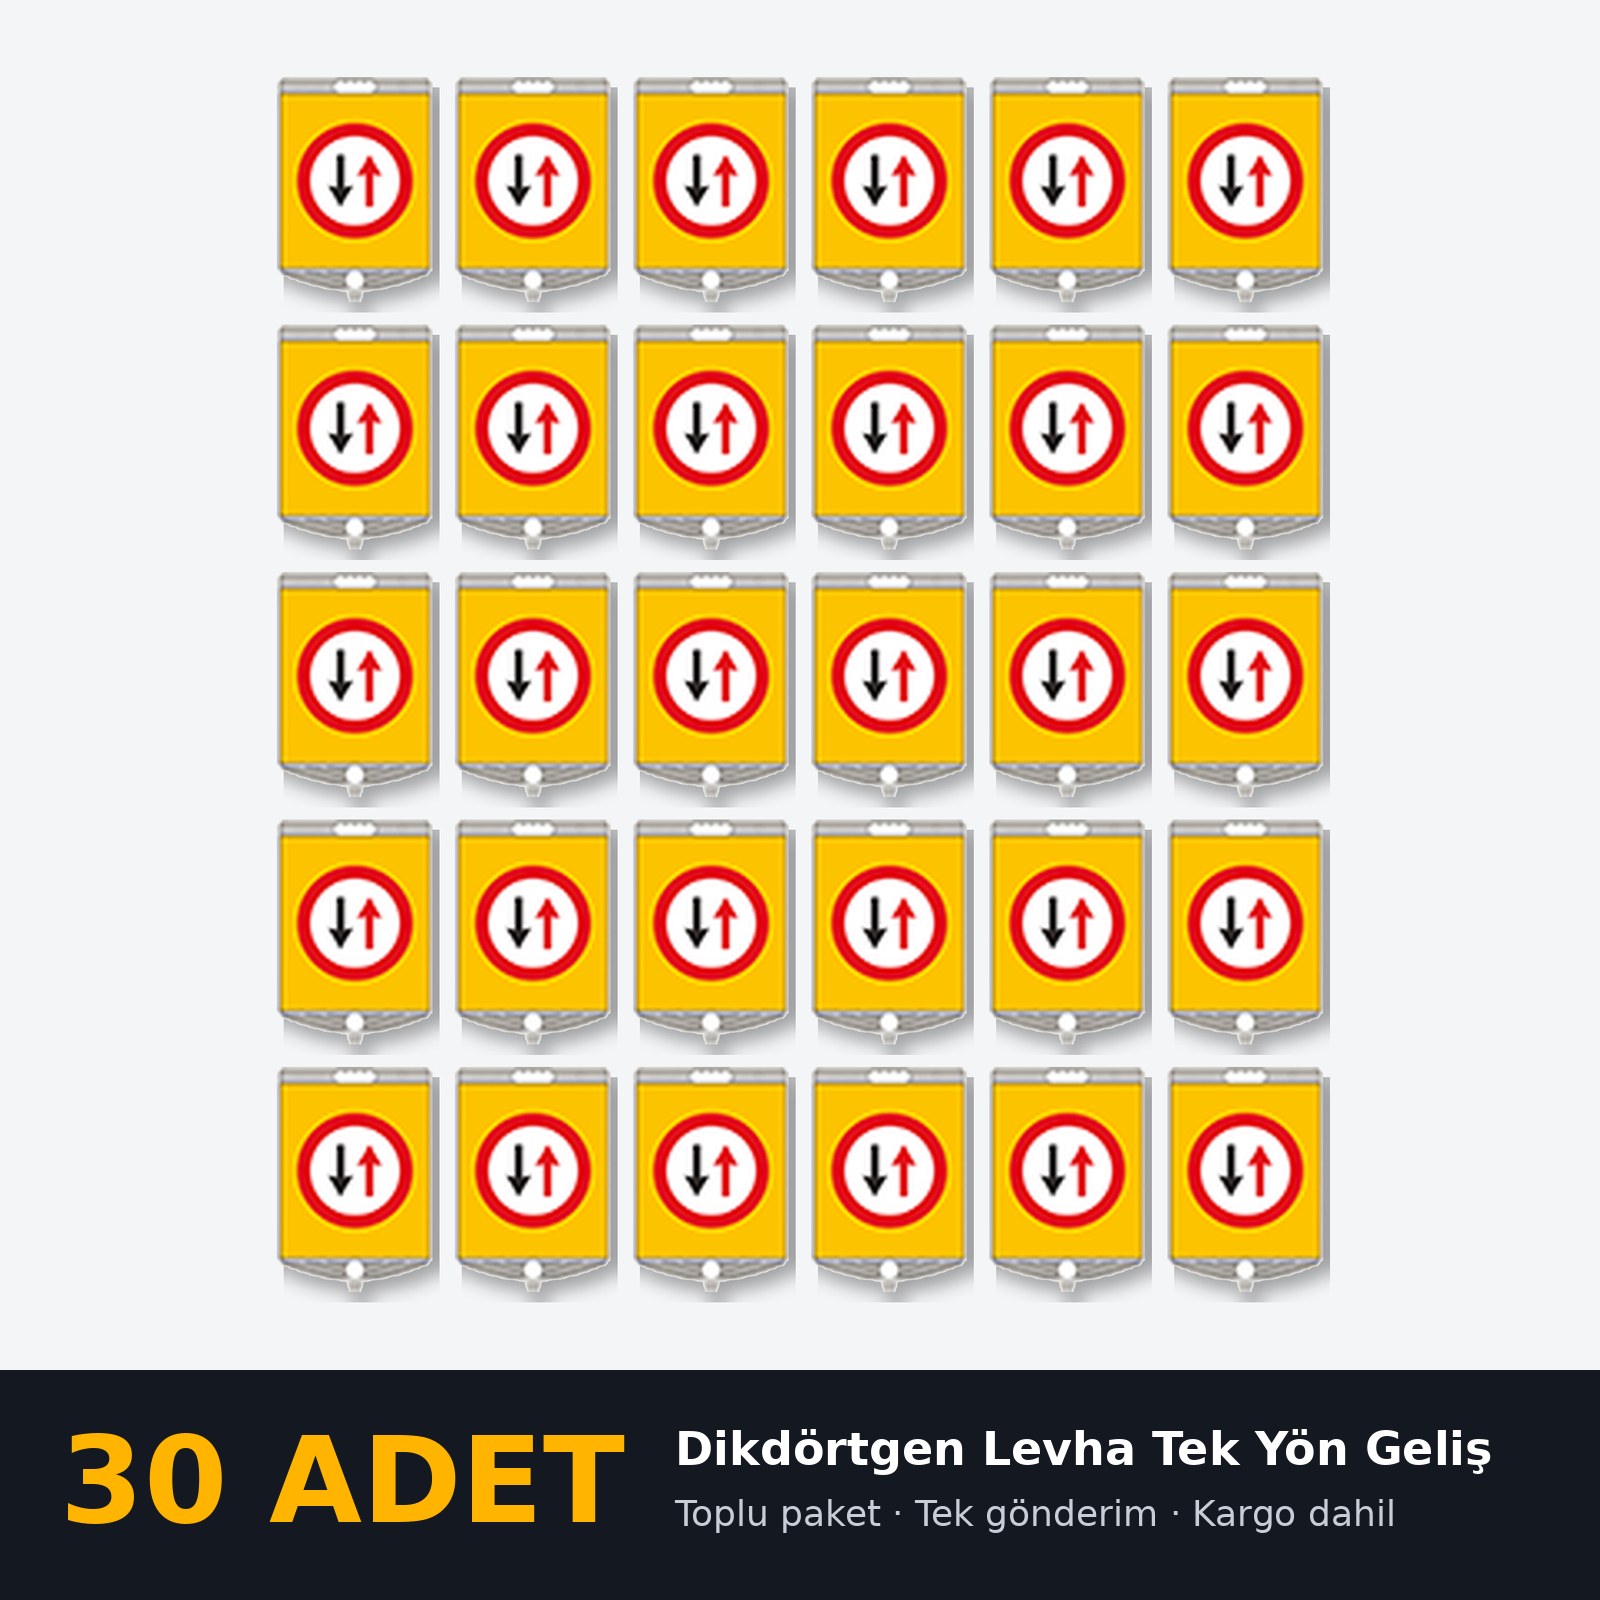 30 ADET
Dikdörtgen Levha Tek Yön Geliş
Toplu paket · Tek gönderim · Kargo dahil